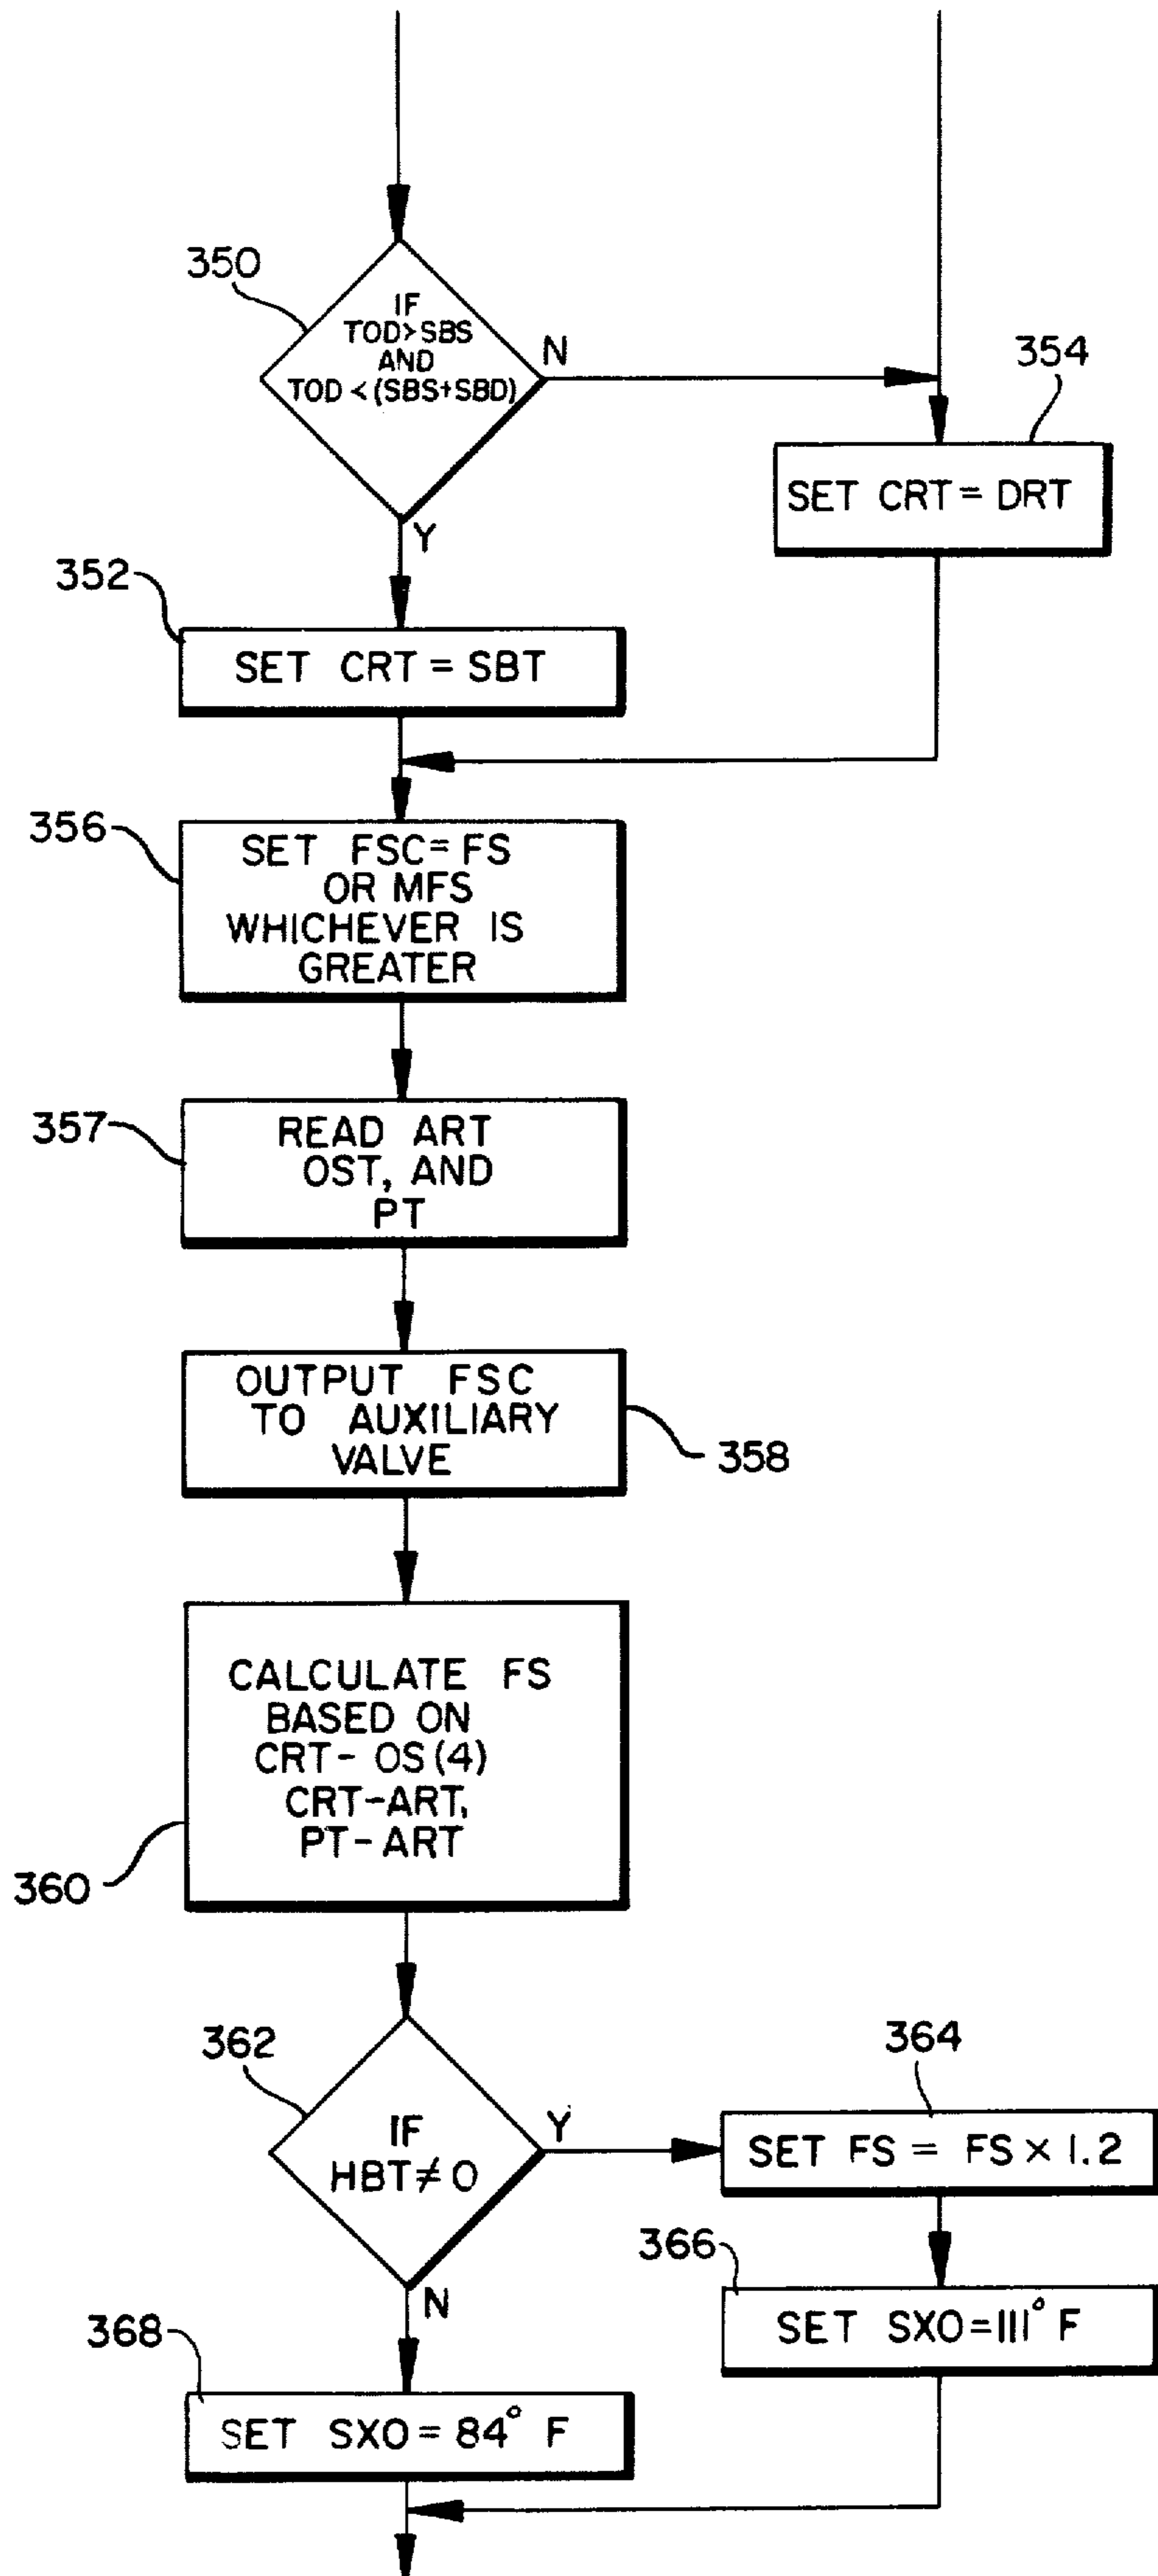 350
IF
TOD>SBS
AND
TOD<(SBS+SBD)
N
Y
354
SET CRT = DRT
352
SET CRT = SBT
356
SET FSC = FS
OR MFS
WHICHEVER IS
GREATER
357
READ ART
OST, AND
PT
OUTPUT FSC
TO AUXILIARY
VALVE
358
CALCULATE FS
BASED ON
CRT- OS(4)
CRT-ART,
PT-ART
360
362
IF
HBT≠0
Y
N
364
SET FS = FS × 1.2
366
SET SXO=111° F
368
SET SXO = 84° F